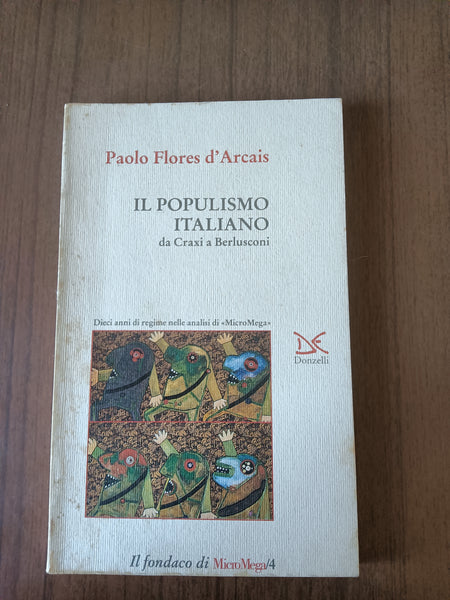 Paolo Flores d'Arcais
IL POPULISMO
ITALIANO
da Craxi a Berlusconi
Dieci anni di regime nelle analisi di «MicroMega»
Donzelli
Il fondaco di MicroMega/4